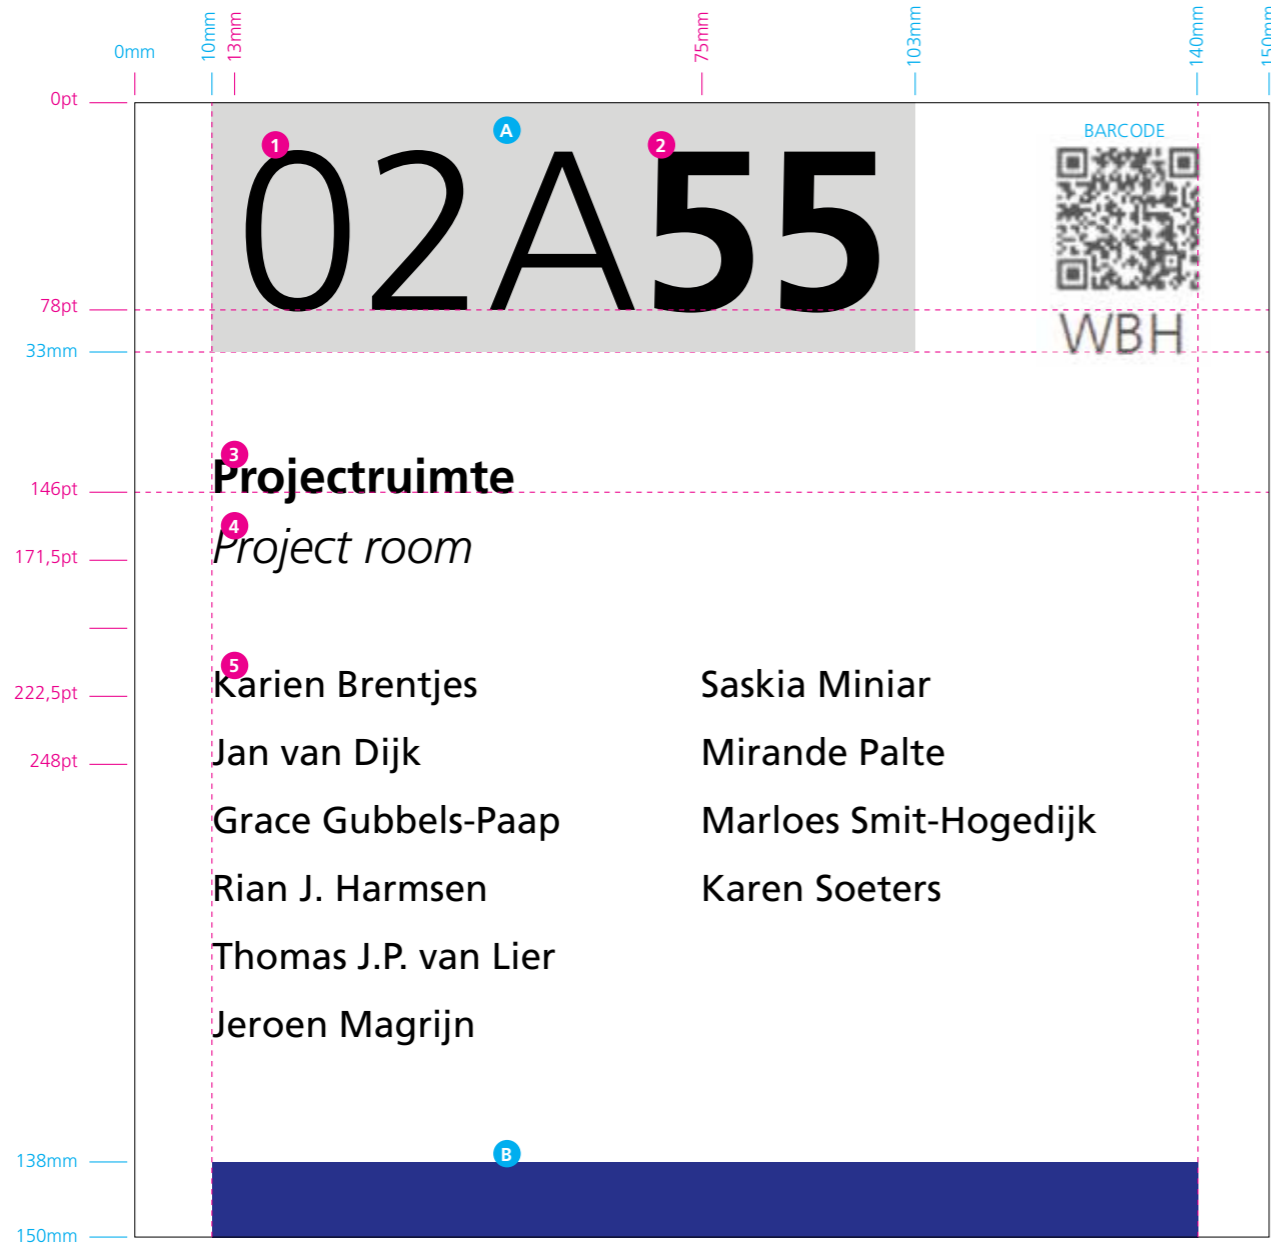 0mm 10mm 13mm 75mm 103mm 140mm 150mm
0pt
1 A 2 BARCODE
02A55
78pt
WBH
33mm
3
Projectruimte
146pt
4
Project room
171,5pt
5
Karien Brentjes Saskia Miniar
222,5pt
Jan van Dijk Mirande Palte
248pt
Grace Gubbels-Paap Marloes Smit-Hogedijk
Rian J. Harmsen Karen Soeters
Thomas J.P. van Lier
Jeroen Magrijn
B
138mm
150mm